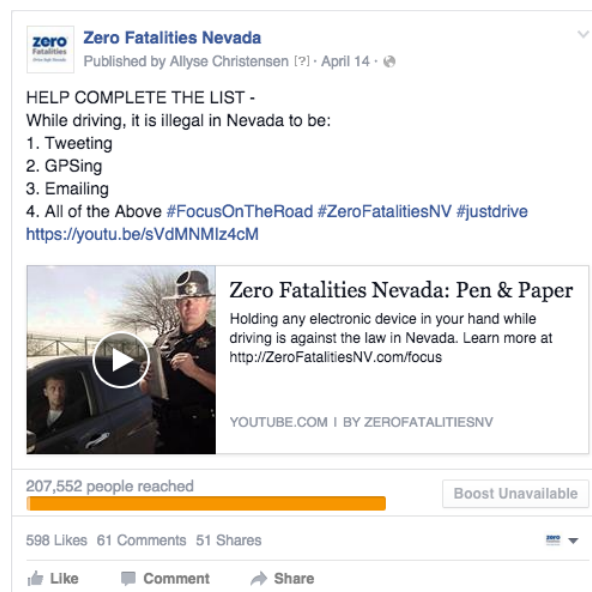 zero
Fatalities
Zero Fatalities Nevada
Published by Allyse Christensen [?] · April 14 ·
HELP COMPLETE THE LIST -
While driving, it is illegal in Nevada to be:
1. Tweeting
2. GPSing
3. Emailing
4. All of the Above #FocusOnTheRoad #ZeroFatalitiesNV #justdrive
https://youtu.be/sVdMNMIz4cM
Zero Fatalities Nevada: Pen & Paper
Holding any electronic device in your hand while
driving is against the law in Nevada. Learn more at
http://ZeroFatalitiesNV.com/focus
YOUTUBE.COM | BY ZEROFATALITIESNV
207,552 people reached
Boost Unavailable
598 Likes 61 Comments 51 Shares
Like Comment Share